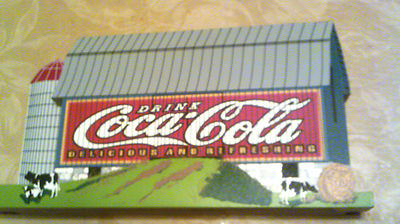 DRINK
Coca-Cola
DELICIOUS AND REFRESHING